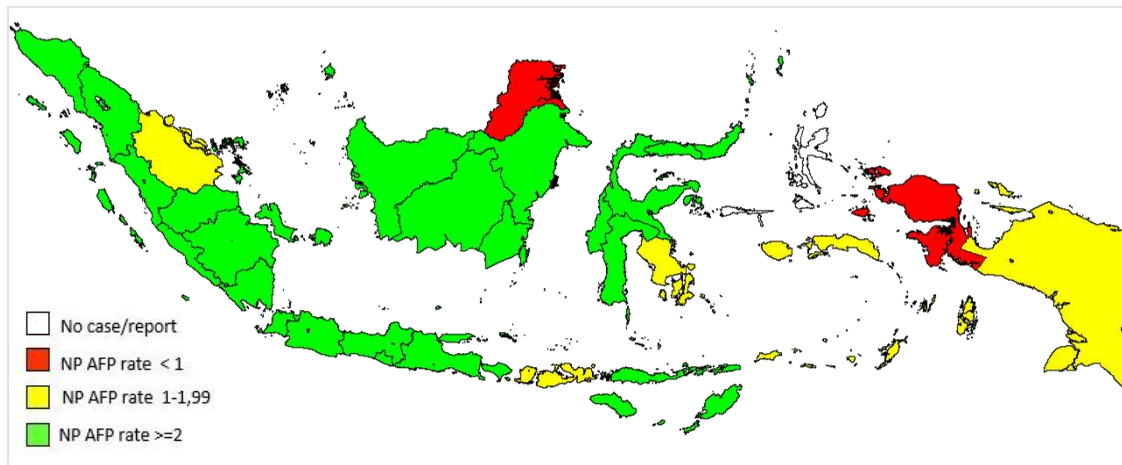 No case/report
NP AFP rate < 1
NP AFP rate 1-1,99
NP AFP rate >=2